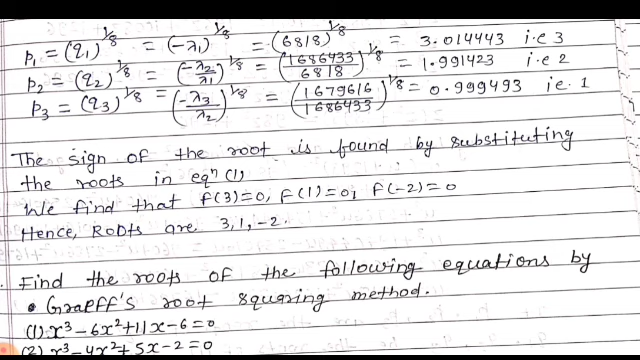 p₁ = (q₁)^1/8 = (-λ₁)^1/8 = (6818)^1/8 = 3.014443 i.e 3
p₂ = (q₂)^1/8 = (-λ₂/λ₁)^1/8 = (1686433/6818)^1/8 = 1.991423 i.e 2
p₃ = (q₃)^1/8 = (-λ₃/λ₂)^1/8 = (1679616/1686433)^1/8 = 0.999493 ie. 1
The sign of the root is found by substituting
the roots in eqⁿ (1)
We find that f(3)=0, f(1)=0, f(-2)=0
Hence, Roots are 3, 1, -2.
Find the roots of the following equations by
• Graeff's root squaring method.
(1) x³ - 6x² + 11x - 6 = 0
(2) x³ - 4x² + 5x - 2 = 0